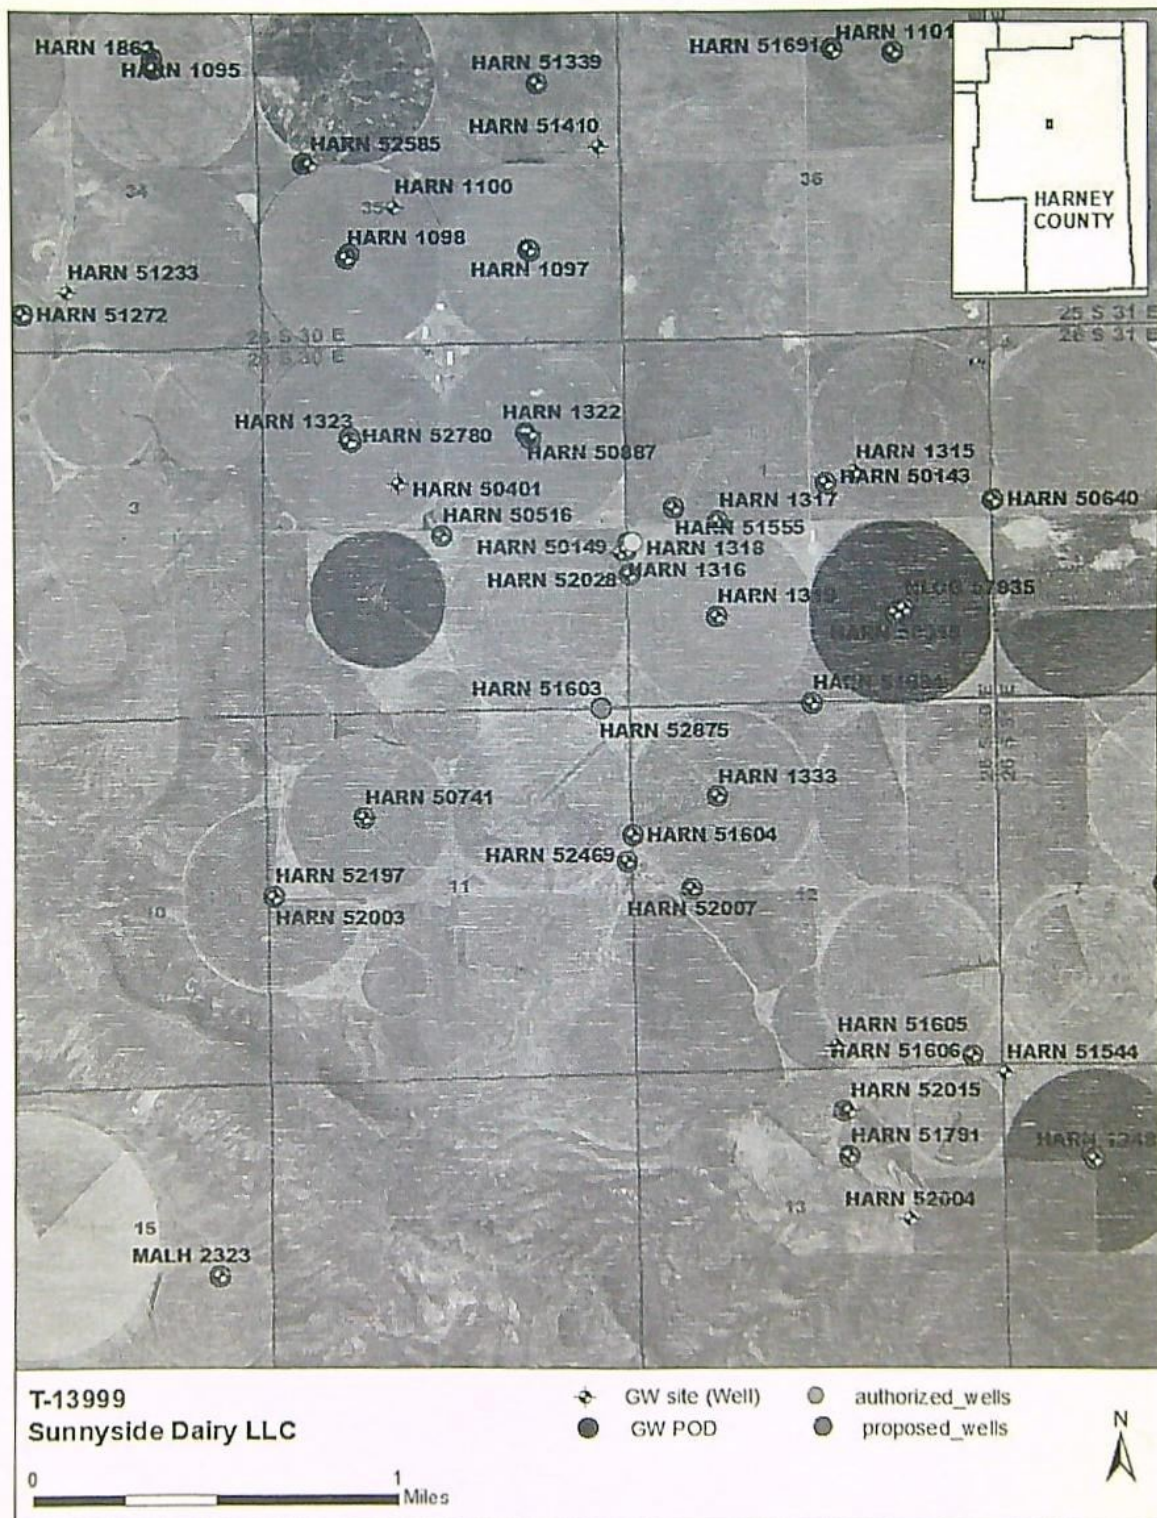 HARN 1863
HARN 1095
HARN 51339
HARN 51691
HARN 1101
HARN 51410
HARN 52585
34
36
HARN 1100
35
HARN 1098
HARN 1097
HARNEY
COUNTY
HARN 51233
HARN 51272
25 S 31 E
26 S 31 E
HARN 1323
HARN 52780
HARN 1322
HARN 50887
HARN 1315
HARN 50143
1
3
HARN 50401
HARN 1317
HARN 50640
HARN 50516
HARN 51555
HARN 50149
HARN 1318
HARN 52028
HARN 1316
HARN 51603
HARN 52875
HARN 1333
HARN 50741
HARN 51604
HARN 52469
HARN 52197
11
12
7
10
HARN 52003
HARN 52007
HARN 51605
HARN 51606
HARN 51544
HARN 52015
HARN 51791
HARN 52004
13
15
MALH 2323
T-13999
Sunnyside Dairy LLC
GW site (Well)
authorized_wells
GW POD
proposed_wells
N
0
1
Miles